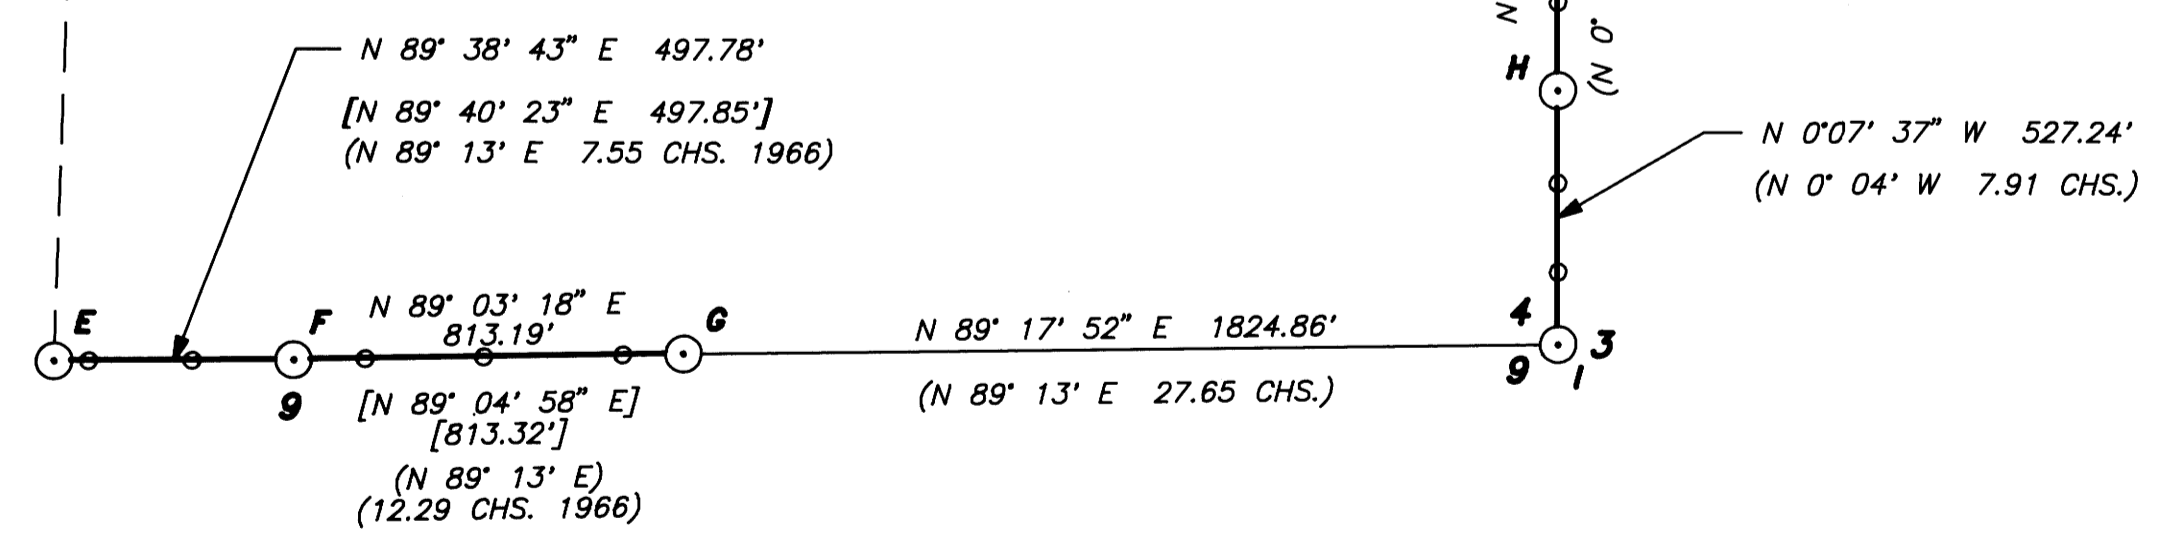 N 89° 38' 43" E 497.78'
[N 89° 40' 23" E 497.85']
(N 89° 13' E 7.55 CHS. 1966)
N
(N 0°
H
N 0°07' 37" W 527.24'
(N 0° 04' W 7.91 CHS.)
E
F
N 89° 03' 18" E
813.19'
G
N 89° 17' 52" E 1824.86'
4
3
9
1
9
[N 89° 04' 58" E]
[813.32']
(N 89° 13' E)
(12.29 CHS. 1966)
(N 89° 13' E 27.65 CHS.)